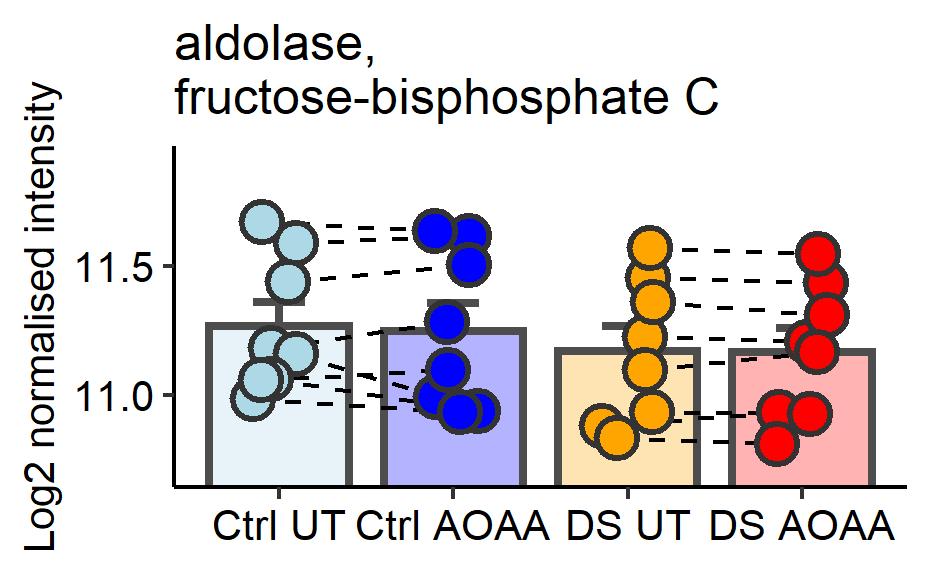 aldolase,
fructose-bisphosphate C
Log2 normalised intensity
11.5
11.0
Ctrl UT Ctrl AOAA DS UT DS AOAA